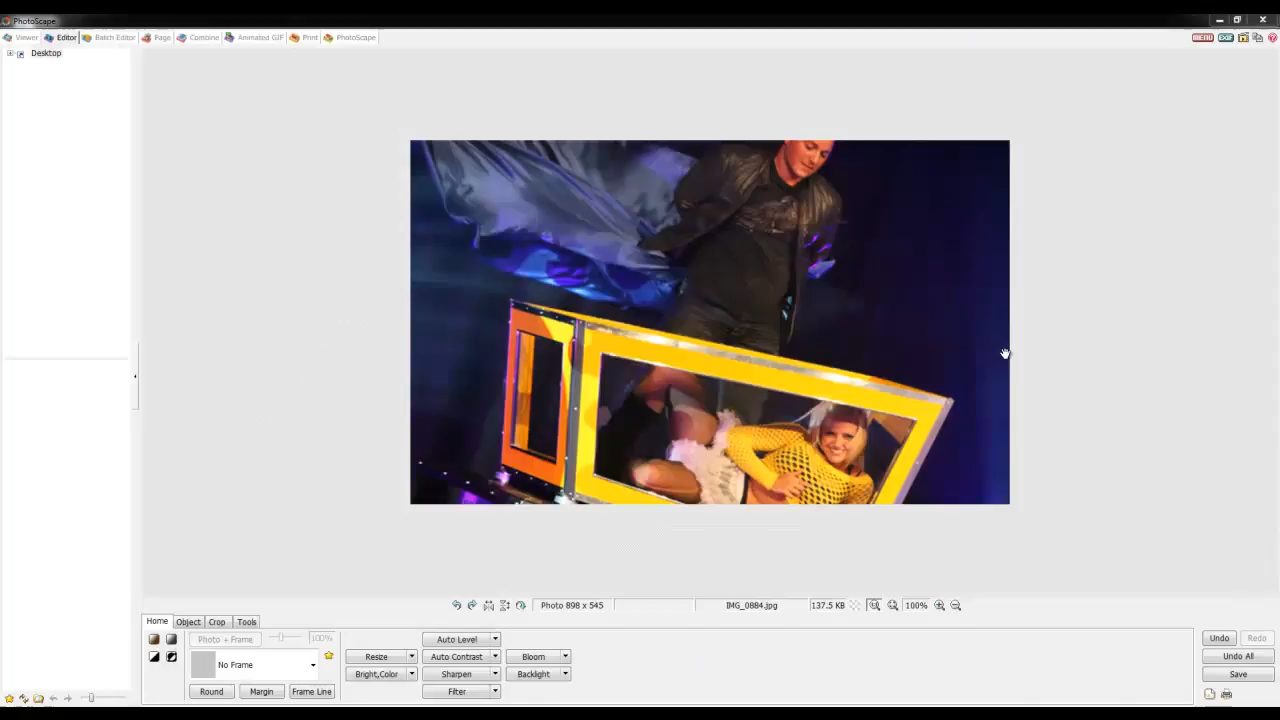 PhotoScape
Viewer Editor Batch Editor Page Combine Animated GIF Print PhotoScape MENU EXIF
Desktop
Photo 898 x 545 IMG_0884.jpg 137.5 KB 100%
Home Object Crop Tools
Photo + Frame 100% Auto Level Undo Redo
No Frame Resize Auto Contrast Bloom Undo All
Bright,Color Sharpen Backlight Save
Round Margin Frame Line Filter